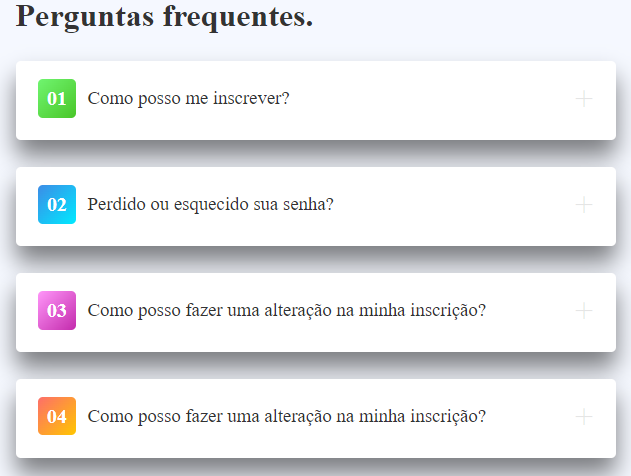 Perguntas frequentes.
01 Como posso me inscrever?
02 Perdido ou esquecido sua senha?
03 Como posso fazer uma alteração na minha inscrição?
04 Como posso fazer uma alteração na minha inscrição?